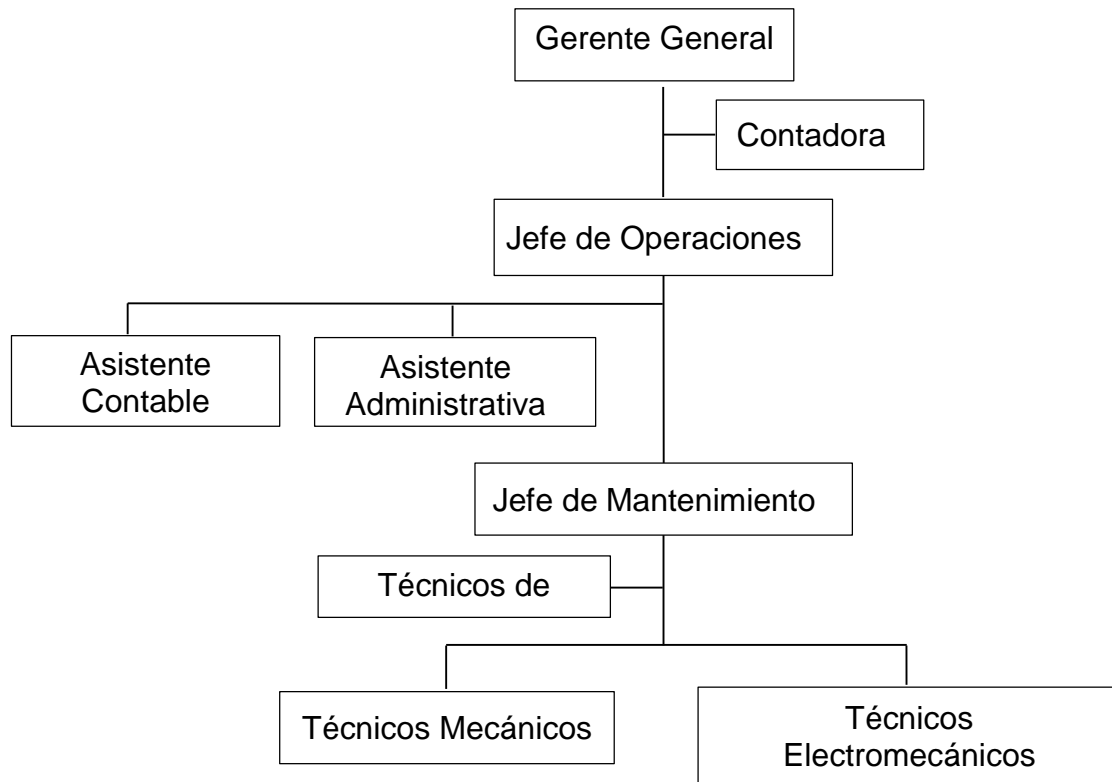 Gerente General
Contadora
Jefe de Operaciones
Asistente
Contable
Asistente
Administrativa
Jefe de Mantenimiento
Técnicos de
Técnicos Mecánicos
Técnicos
Electromecánicos